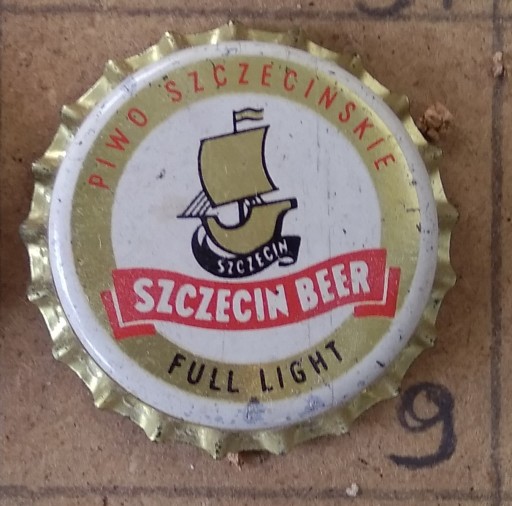 PIWO SZCZECIŃSKIE
SZCZECIN
SZCZECIN BEER
FULL LIGHT
9